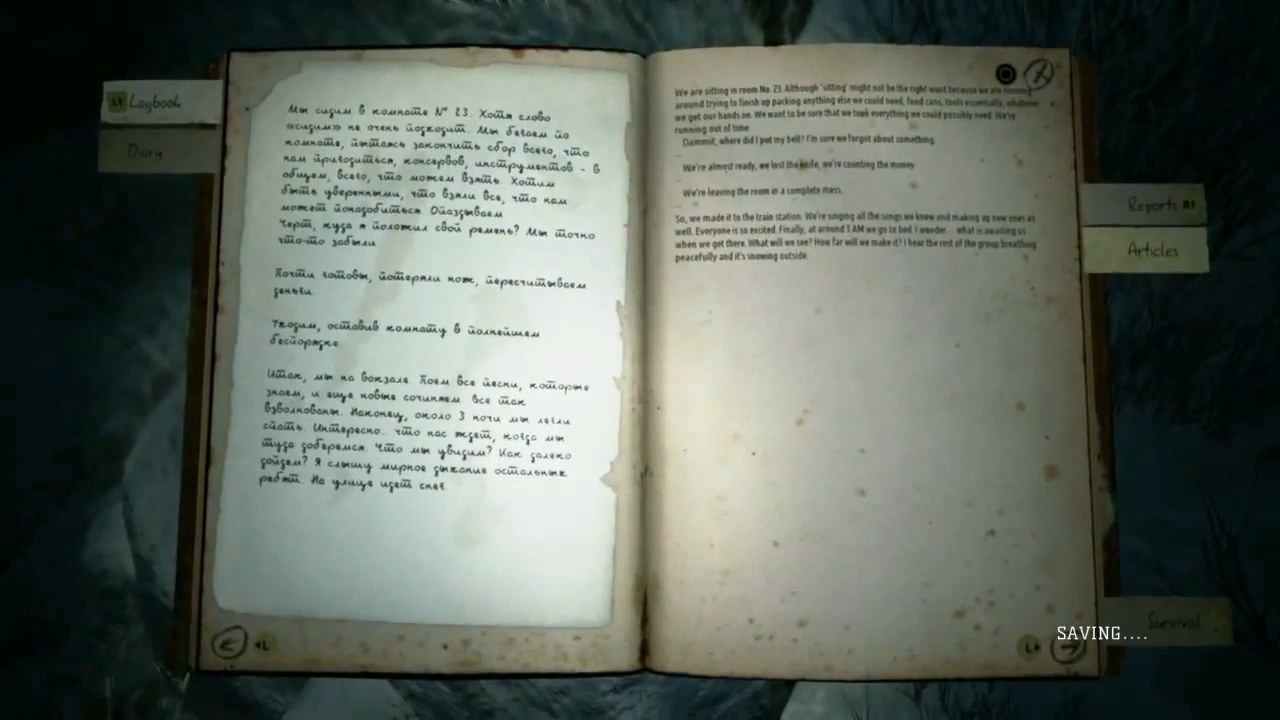 L1 Logbook
Diary
Мы сидим в комнате № 23. Хотя слово
«сидим» не очень подходит. Мы бегаем по
комнате, пытаясь закончить сбор всего, что
нам пригодиться, консервов, инструментов - в
общем, всего, что можем взять. Хотим
быть уверенными, что взяли все, что нам
может понадобиться. Опаздываем
Черт, куда я положил свой ремень? Мы точно
что-то забыли
Почти готовы, потеряли нож, пересчитываем
деньги.
Уходим, оставив комнату в полнейшем
беспорядке
Итак, мы на вокзале. Поем все песни, которые
знаем, и еще новые сочиняем. Все так
взволнованы. Наконец, около 3 ночи мы легли
спать. Интересно... что нас ждет, когда мы
туда доберемся. Что мы увидим? Как далеко
дойдем? Я слышу мирное дыхание остальных
ребят. На улице идет снег.
L
We are sitting in room No. 23. Although 'sitting' might not be the right word because we are running
around trying to finish up packing anything else we could need, food cans, tools essentially, whatever
we get our hands on. We want to be sure that we took everything we could possibly need. We're
running out of time.
Dammit, where did I put my belt? I'm sure we forgot about something.
We're almost ready, we lost the knife, we're counting the money.
We're leaving the room in a complete mess.
So, we made it to the train station. We're singing all the songs we know and making up new ones as
well. Everyone is so excited. Finally, at around 3 AM we go to bed. I wonder... what is awaiting us
when we get there. What will we see? How far will we make it? I hear the rest of the group breathing
peacefully and it's snowing outside.
Reports R1
Articles
Survival
SAVING....
L